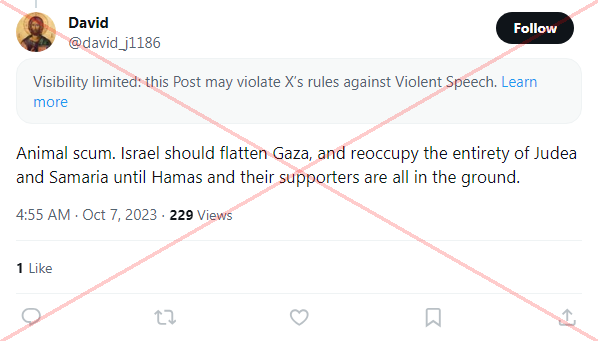 David
@david_j1186
Follow
Visibility limited: this Post may violate X's rules against Violent Speech. Learn
more
Animal scum. Israel should flatten Gaza, and reoccupy the entirety of Judea
and Samaria until Hamas and their supporters are all in the ground.
4:55 AM · Oct 7, 2023 · 229 Views
1 Like